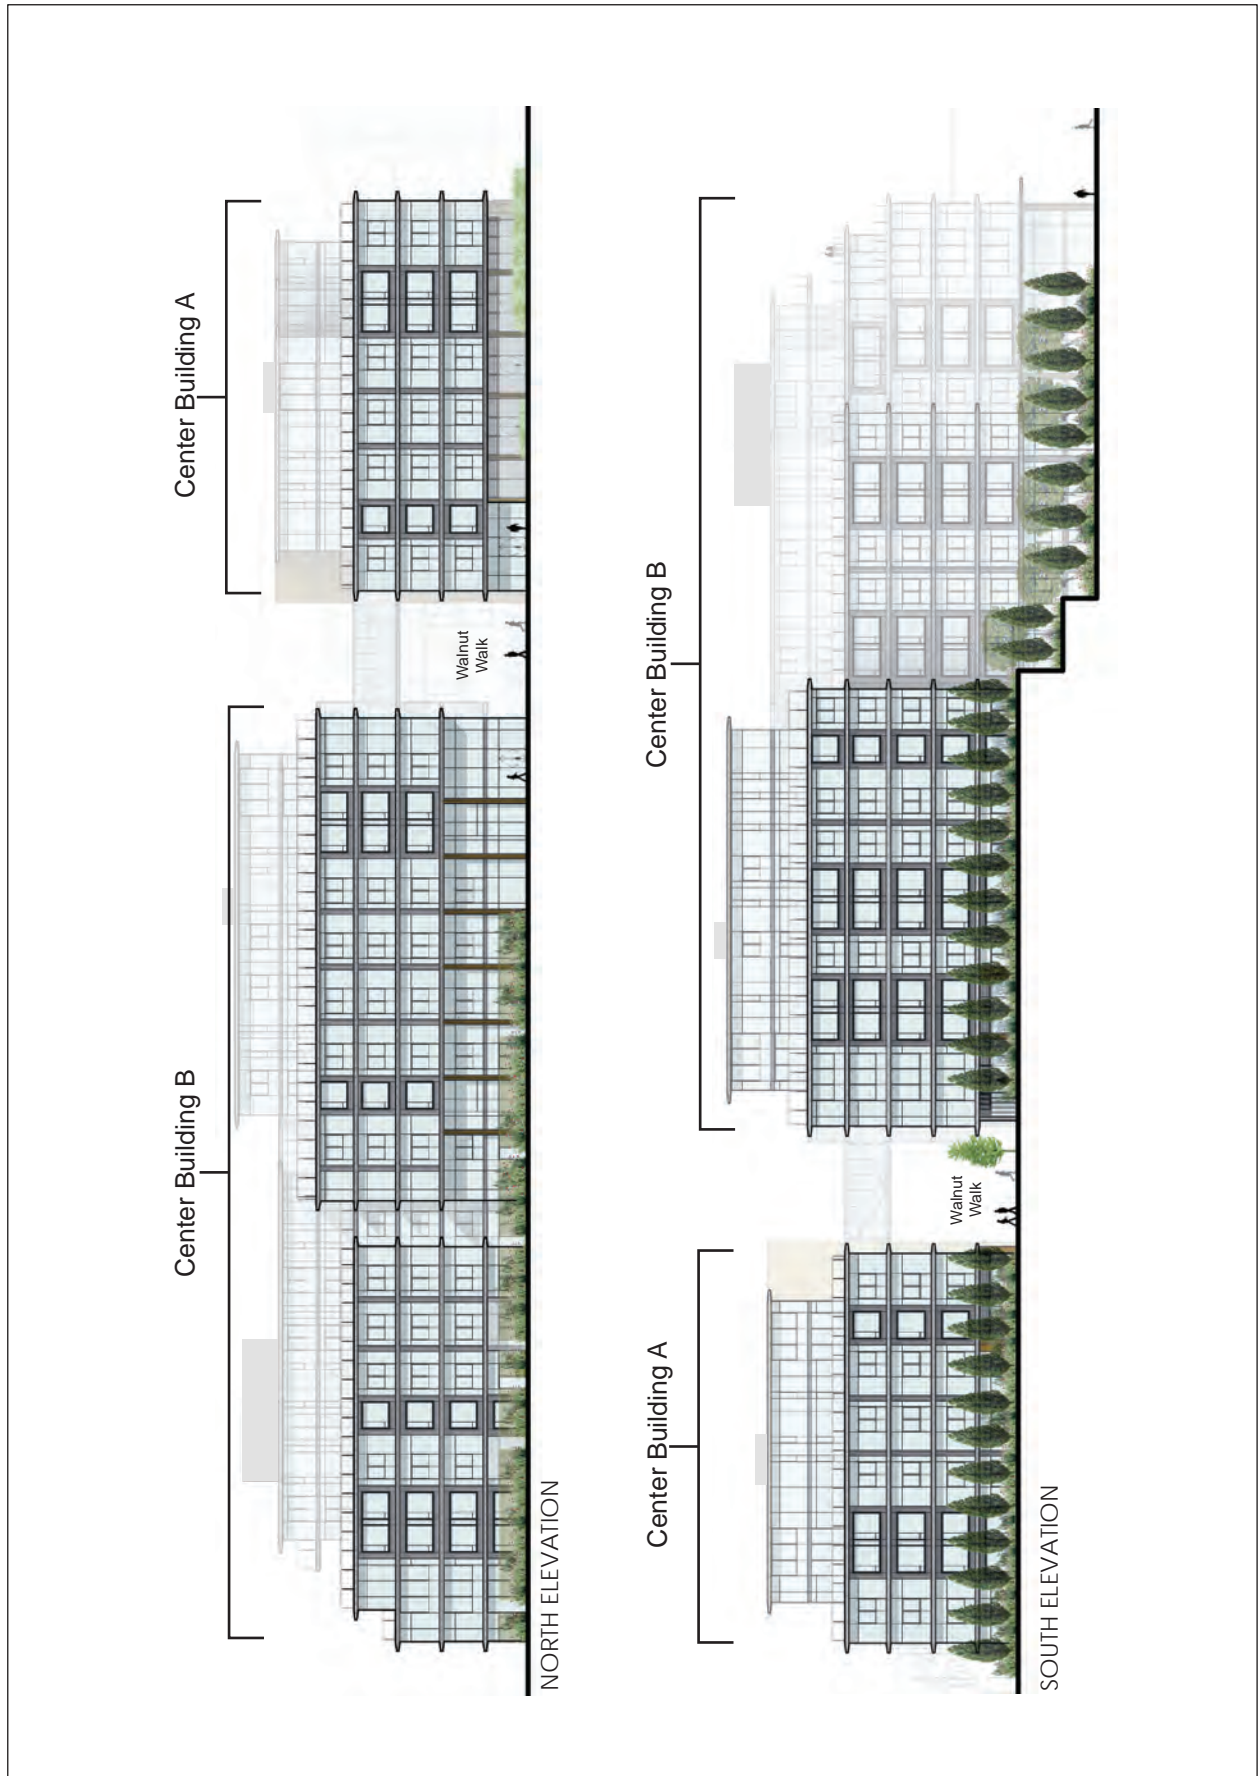 Center Building B
Center Building A
Walnut
Walk
NORTH ELEVATION
Center Building A
Center Building B
Walnut
Walk
SOUTH ELEVATION